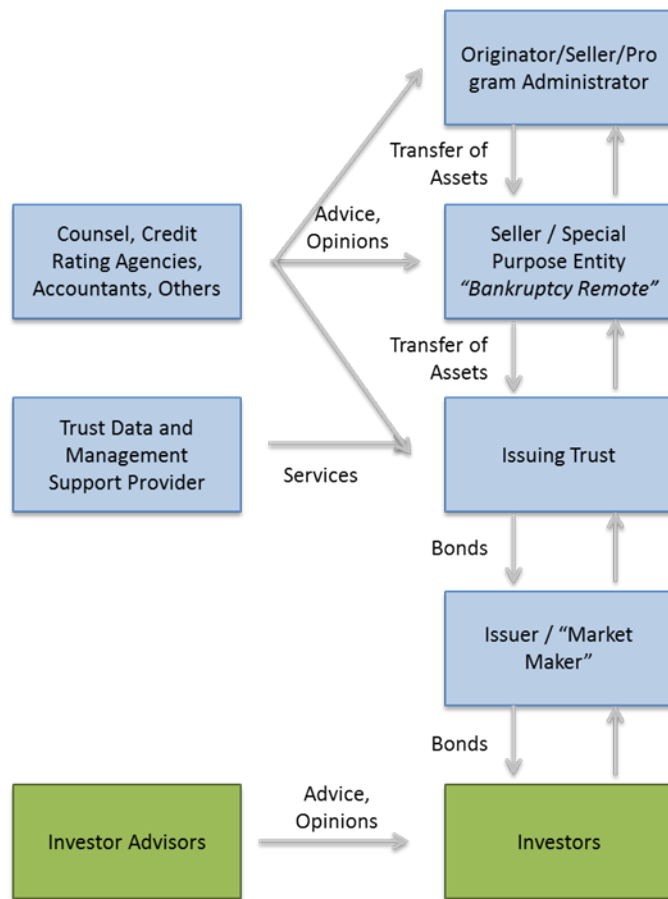 Originator/Seller/Pro
gram Administrator
Transfer of
Assets
Counsel, Credit
Rating Agencies,
Accountants, Others
Advice,
Opinions
Seller / Special
Purpose Entity
“Bankruptcy Remote”
Transfer of
Assets
Trust Data and
Management
Support Provider
Services
Issuing Trust
Bonds
Issuer / “Market
Maker”
Bonds
Investor Advisors
Advice,
Opinions
Investors